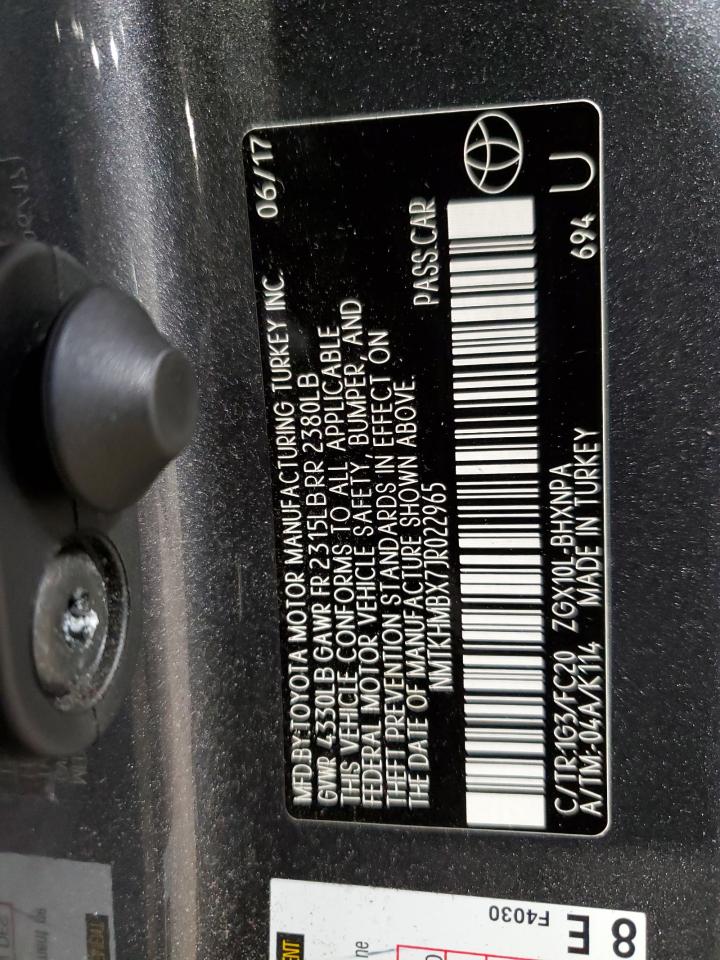 MFD.BY:TOYOTA MOTOR MANUFACTURING TURKEY INC. 06/17
GVWR 4330LB GAWR FR 2315LB RR 2380LB
THIS VEHICLE CONFORMS TO ALL APPLICABLE
FEDERAL MOTOR VEHICLE SAFETY, BUMPER, AND
THEFT PREVENTION STANDARDS IN EFFECT ON
THE DATE OF MANUFACTURE SHOWN ABOVE.
NMTKHMBX7JR022965 PASS.CAR
C/TR:1G3/FC20 ZGX10L-BHXNPA
A/TM:-04A/K114 MADE IN TURKEY 694 U
F4030
8E